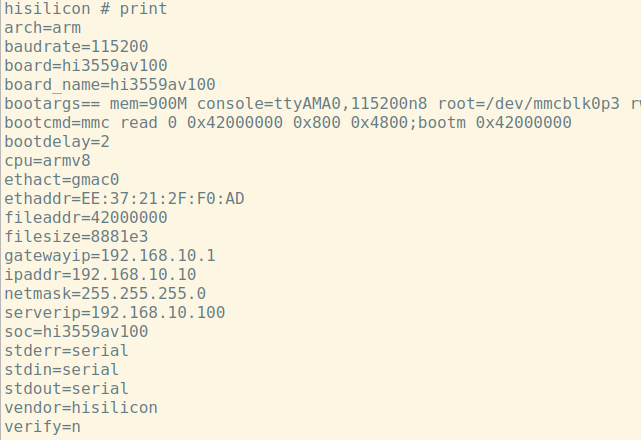 hisilicon # print
arch=arm
baudrate=115200
board=hi3559av100
board_name=hi3559av100
bootargs== mem=900M console=ttyAMA0,115200n8 root=/dev/mmcblk0p3 rw
bootcmd=mmc read 0 0x42000000 0x800 0x4800;bootm 0x42000000
bootdelay=2
cpu=armv8
ethact=gmac0
ethaddr=EE:37:21:2F:F0:AD
fileaddr=42000000
filesize=8881e3
gatewayip=192.168.10.1
ipaddr=192.168.10.10
netmask=255.255.255.0
serverip=192.168.10.100
soc=hi3559av100
stderr=serial
stdin=serial
stdout=serial
vendor=hisilicon
verify=n